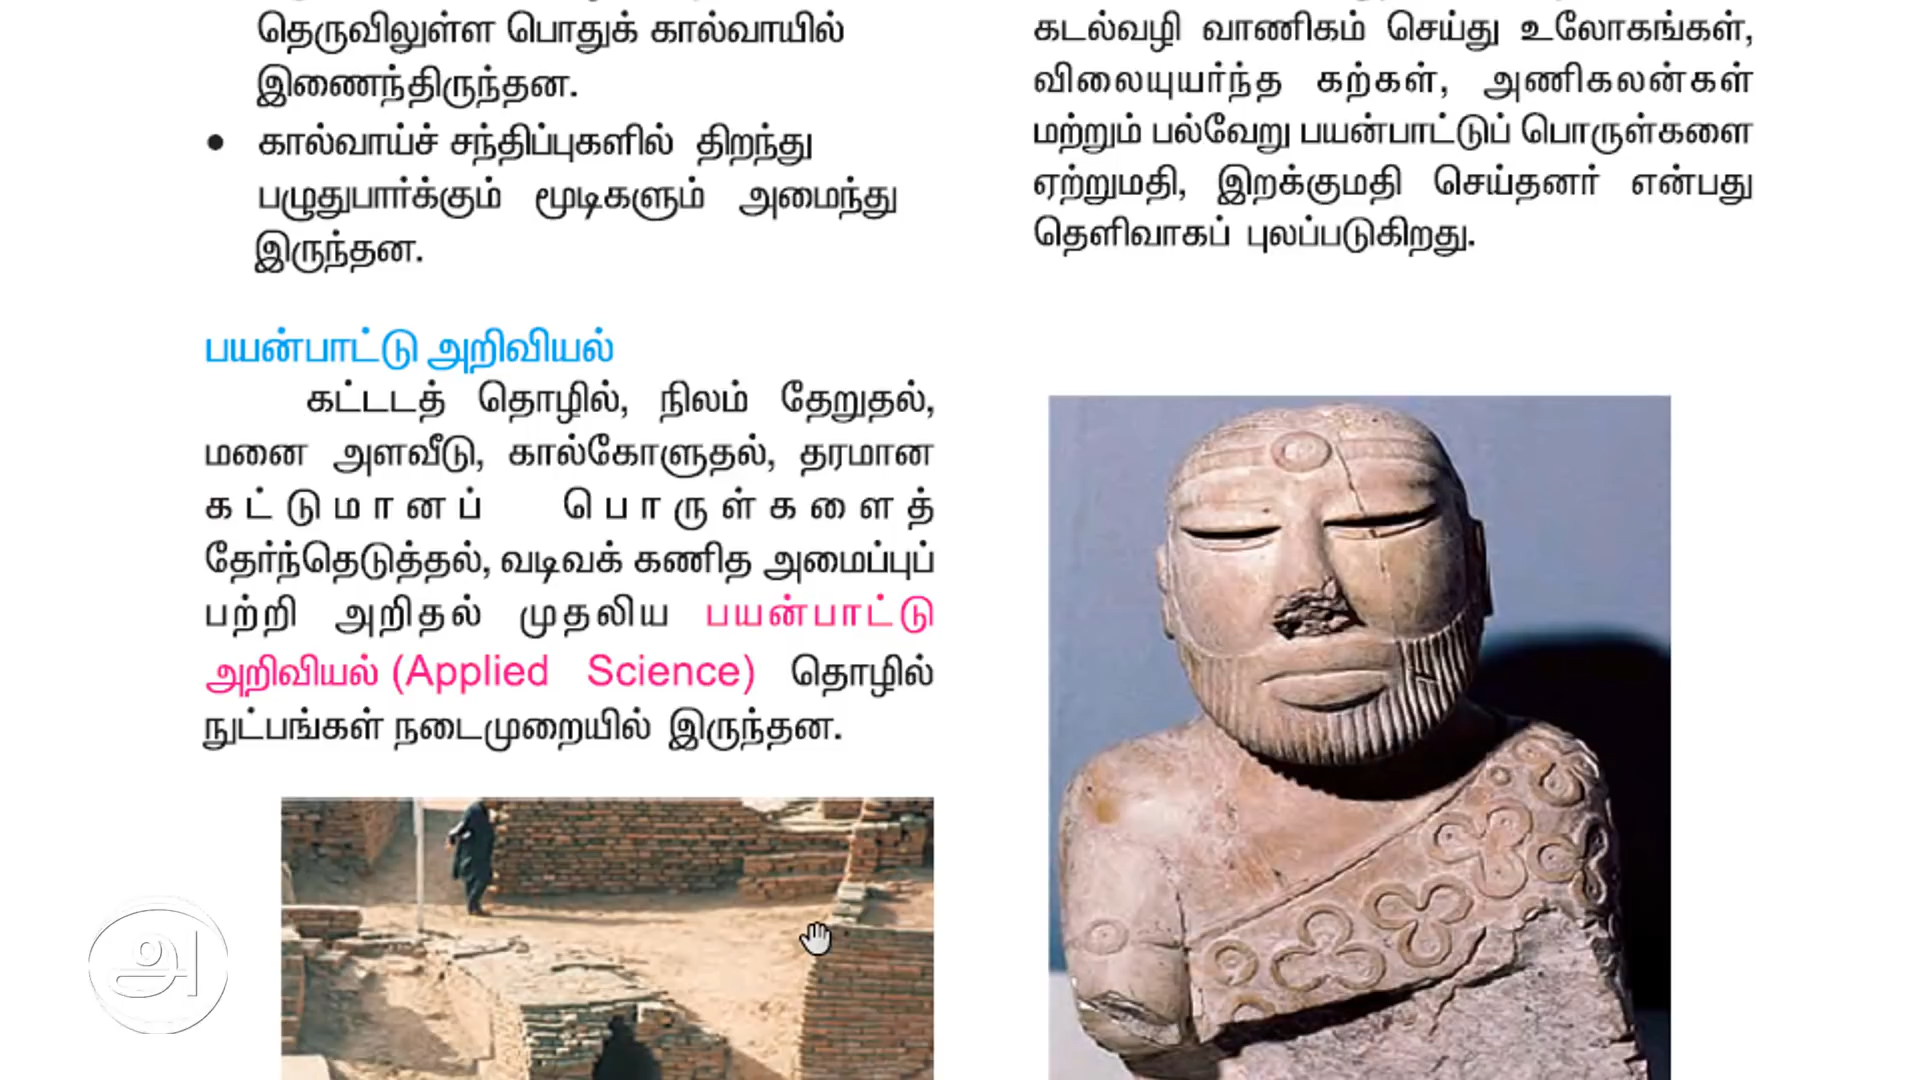 தெருவிலுள்ள பொதுக் கால்வாயில்
இணைந்திருந்தன.
• கால்வாய்ச் சந்திப்புகளில் திறந்து
பழுதுபார்க்கும் மூடிகளும் அமைந்து
இருந்தன.
பயன்பாட்டு அறிவியல்
கட்டடத் தொழில், நிலம் தேறுதல்,
மனை அளவீடு, கால்கோளுதல், தரமான
கட்டுமானப் பொருள்களைத்
தேர்ந்தெடுத்தல், வடிவக் கணித அமைப்புப்
பற்றி அறிதல் முதலிய பயன்பாட்டு
அறிவியல் (Applied Science) தொழில்
நுட்பங்கள் நடைமுறையில் இருந்தன.
அ
கடல்வழி வாணிகம் செய்து உலோகங்கள்,
விலையுயர்ந்த கற்கள், அணிகலன்கள்
மற்றும் பல்வேறு பயன்பாட்டுப் பொருள்களை
ஏற்றுமதி, இறக்குமதி செய்தனர் என்பது
தெளிவாகப் புலப்படுகிறது.